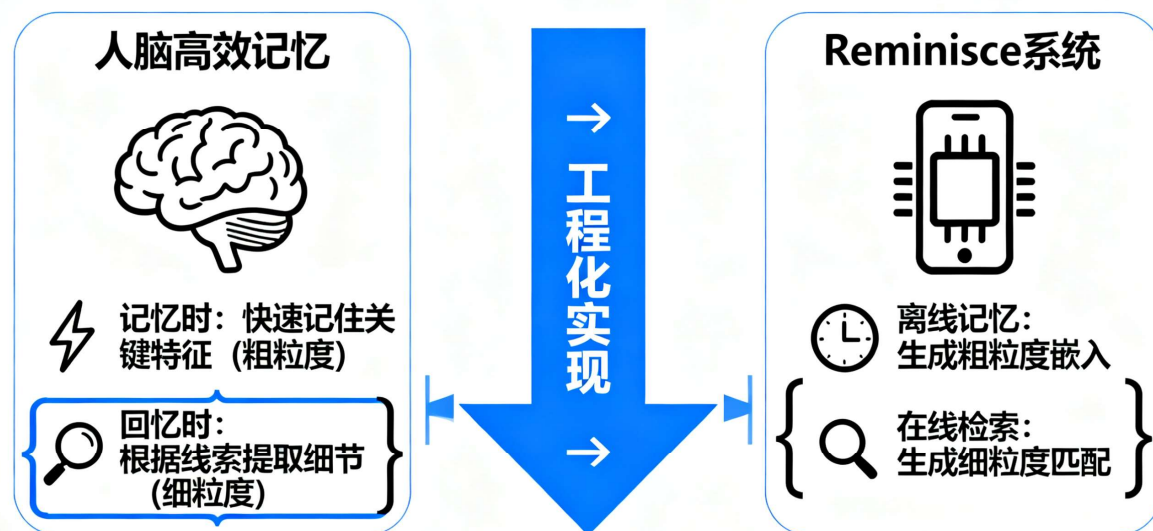 人脑高效记忆
记忆时：快速记住关
键特征（粗粒度）
回忆时：
根据线索提取细节
（细粒度）
→ 工程化实现 →
Reminisce系统
离线记忆：
生成粗粒度嵌入
在线检索：
生成细粒度匹配